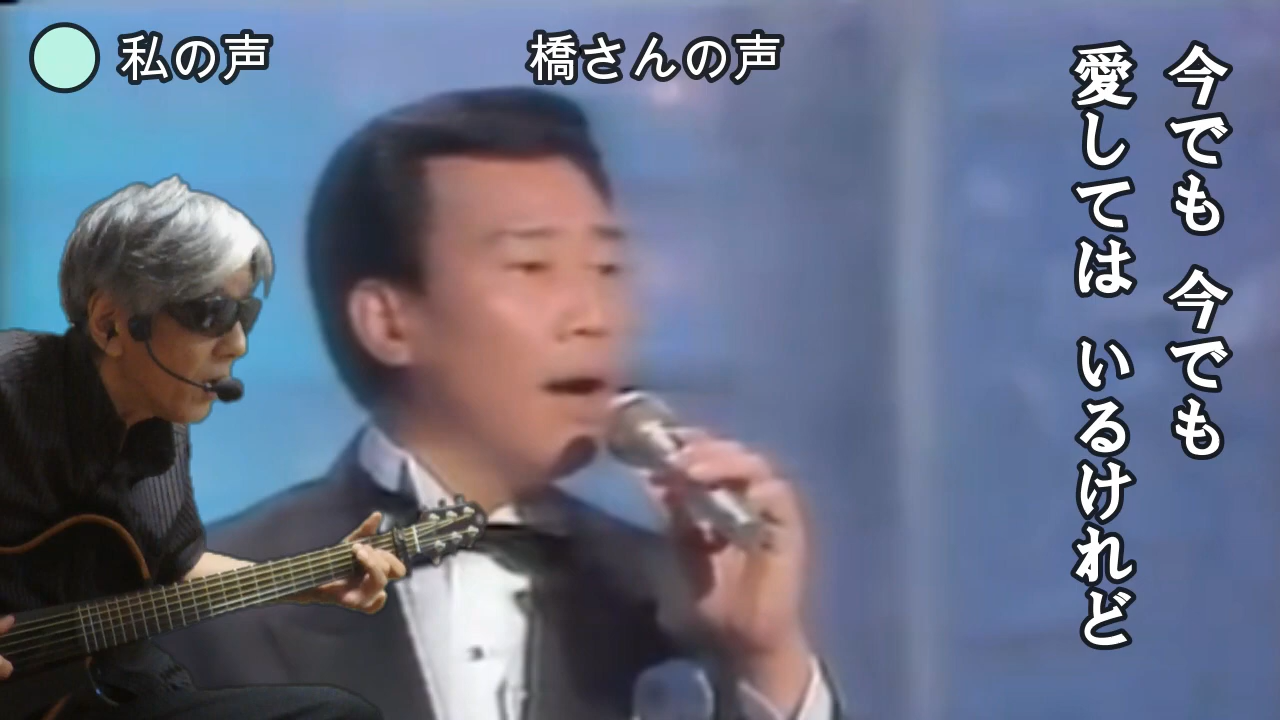 私の声
橋さんの声
今でも 今でも
愛しては いるけれど